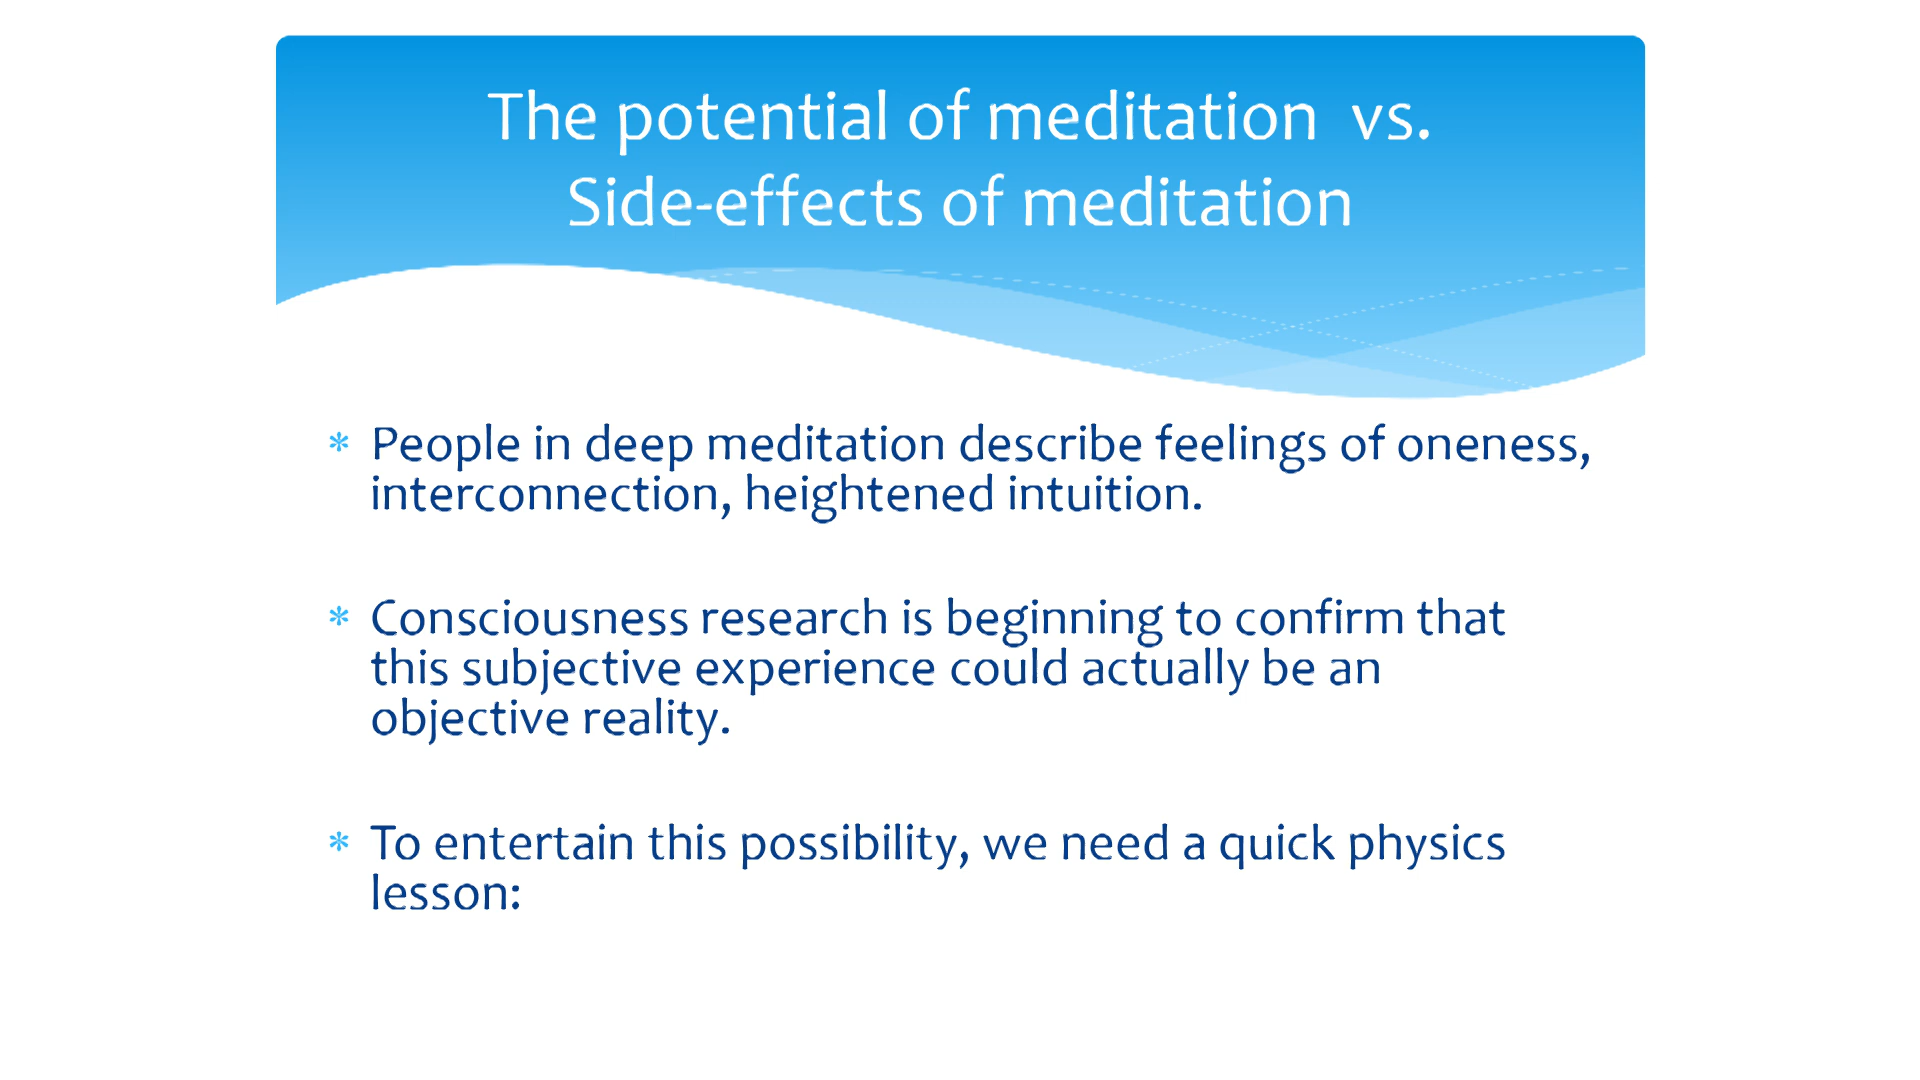 The potential of meditation  vs.
Side-effects of meditation
* People in deep meditation describe feelings of oneness,
interconnection, heightened intuition.
* Consciousness research is beginning to confirm that
this subjective experience could actually be an
objective reality.
* To entertain this possibility, we need a quick physics
lesson: